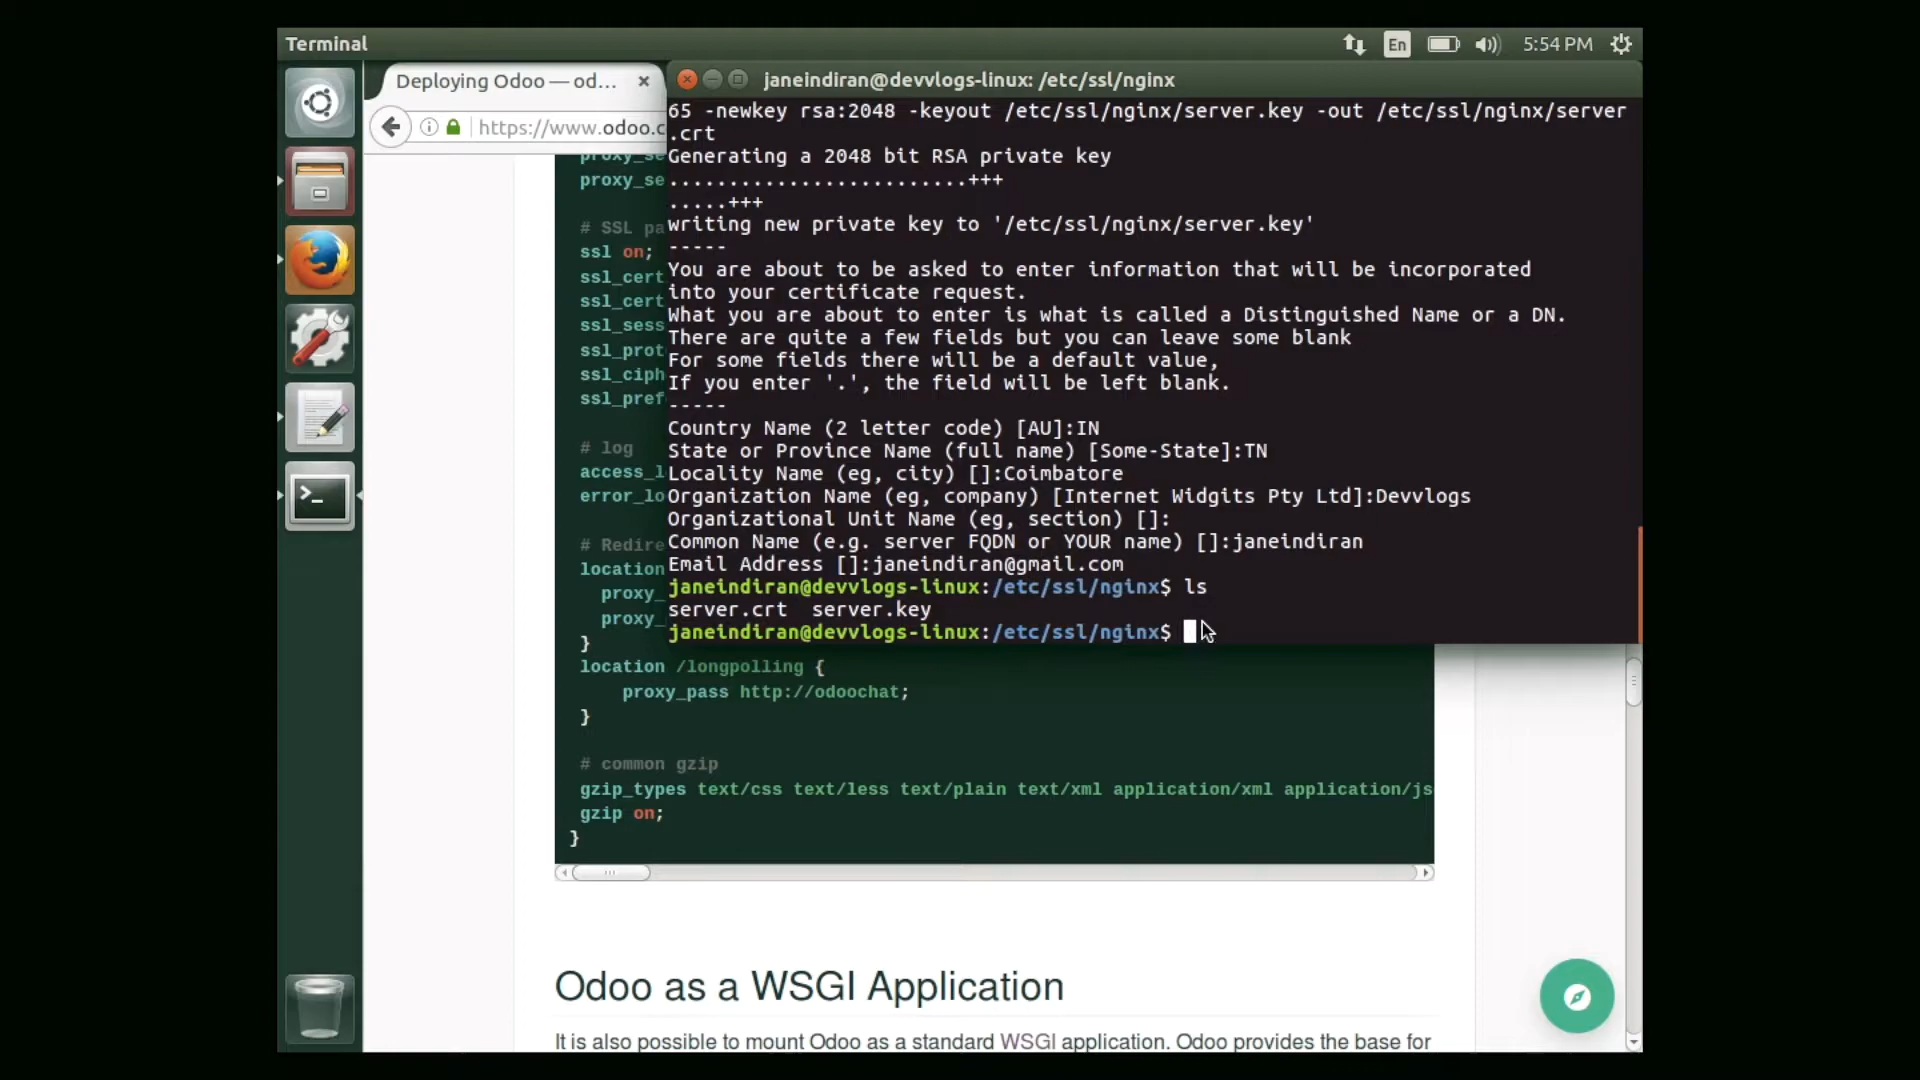 Terminal
En
5:54 PM
Deploying Odoo — od...
janeindiran@devvlogs-linux: /etc/ssl/nginx
https://www.odoo.c
65 -newkey rsa:2048 -keyout /etc/ssl/nginx/server.key -out /etc/ssl/nginx/server
.crt
Generating a 2048 bit RSA private key
.........................+++
.....+++
writing new private key to '/etc/ssl/nginx/server.key'
-----
You are about to be asked to enter information that will be incorporated
into your certificate request.
What you are about to enter is what is called a Distinguished Name or a DN.
There are quite a few fields but you can leave some blank
For some fields there will be a default value,
If you enter '.', the field will be left blank.
-----
Country Name (2 letter code) [AU]:IN
State or Province Name (full name) [Some-State]:TN
Locality Name (eg, city) []:Coimbatore
Organization Name (eg, company) [Internet Widgits Pty Ltd]:Devvlogs
Organizational Unit Name (eg, section) []:
Common Name (e.g. server FQDN or YOUR name) []:janeindiran
Email Address []:janeindiran@gmail.com
janeindiran@devvlogs-linux:/etc/ssl/nginx$ ls
server.crt  server.key
janeindiran@devvlogs-linux:/etc/ssl/nginx$
proxy_se
proxy_se
# SSL pa
ssl on;
ssl_cert
ssl_cert
ssl_sess
ssl_prot
ssl_ciph
ssl_pref
# log
access_l
error_lo
# Redire
location
proxy_
proxy_
}
location /longpolling {
proxy_pass http://odoochat;
}
# common gzip
gzip_types text/css text/less text/plain text/xml application/xml application/js
gzip on;
}
Odoo as a WSGI Application
It is also possible to mount Odoo as a standard WSGI application. Odoo provides the base for